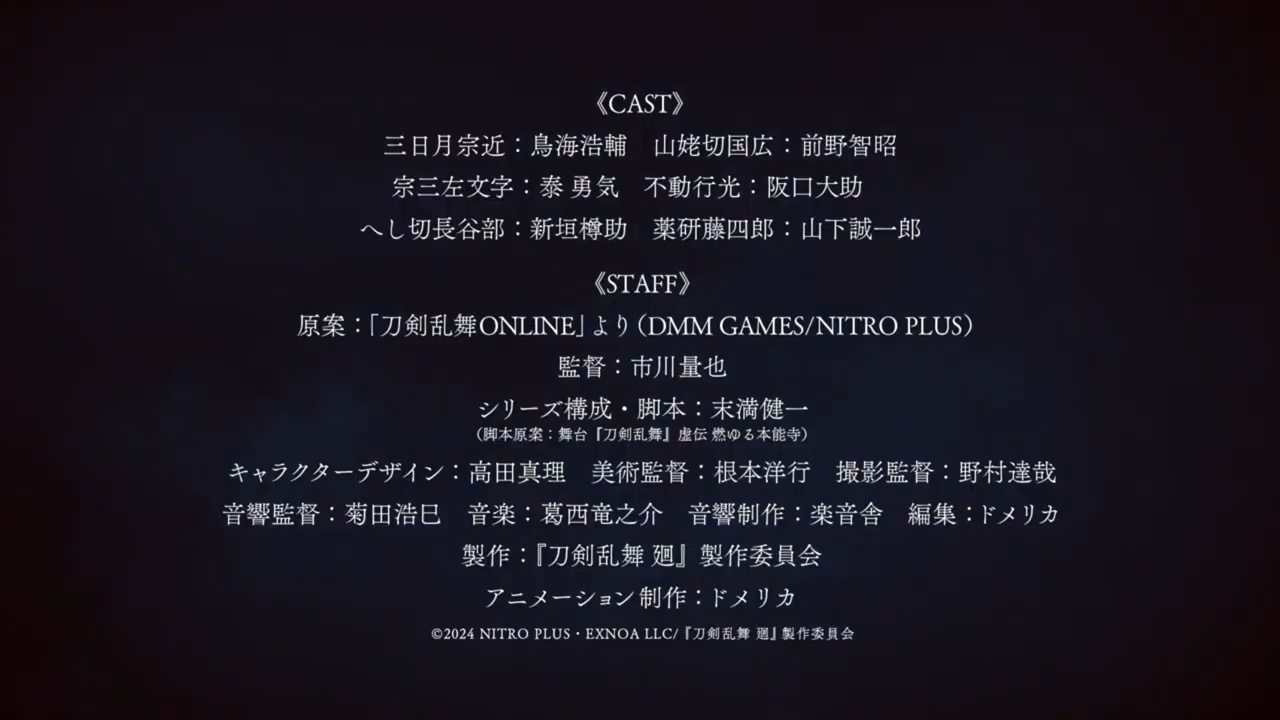 《CAST》
三日月宗近：鳥海浩輔　山姥切国広：前野智昭
宗三左文字：泰 勇気　不動行光：阪口大助
へし切長谷部：新垣樽助　薬研藤四郎：山下誠一郎
《STAFF》
原案：「刀剣乱舞ONLINE」より（DMM GAMES/NITRO PLUS）
監督：市川量也
シリーズ構成・脚本：末満健一
（脚本原案：舞台『刀剣乱舞』虚伝 燃ゆる本能寺）
キャラクターデザイン：高田真理　美術監督：根本洋行　撮影監督：野村達哉
音響監督：菊田浩巳　音楽：葛西竜之介　音響制作：楽音舎　編集：ドメリカ
製作：『刀剣乱舞 廻』製作委員会
アニメーション制作：ドメリカ
©2024 NITRO PLUS・EXNOA LLC/『刀剣乱舞 廻』製作委員会